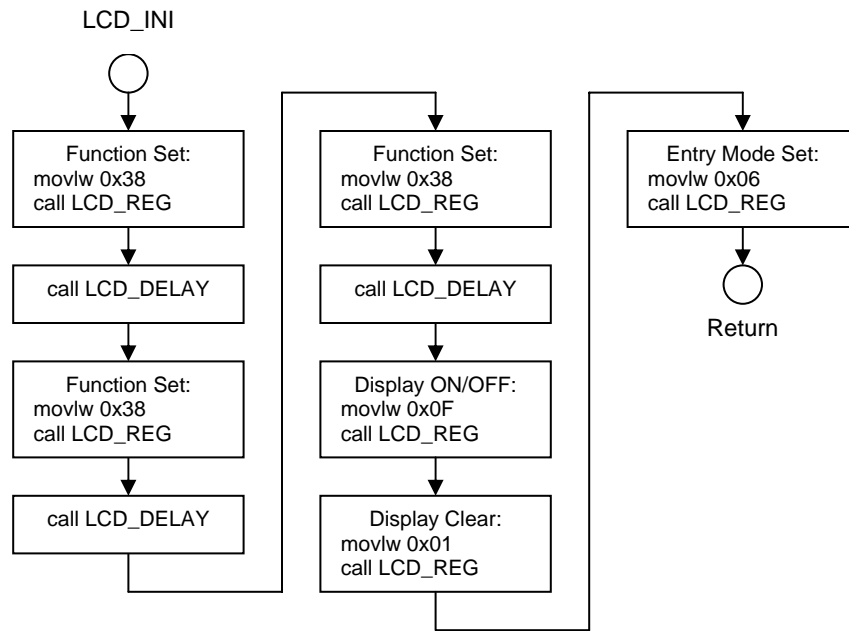 LCD_INI
Function Set:
movlw 0x38
call LCD_REG
call LCD_DELAY
Function Set:
movlw 0x38
call LCD_REG
call LCD_DELAY
Function Set:
movlw 0x38
call LCD_REG
call LCD_DELAY
Display ON/OFF:
movlw 0x0F
call LCD_REG
Display Clear:
movlw 0x01
call LCD_REG
Entry Mode Set:
movlw 0x06
call LCD_REG
Return